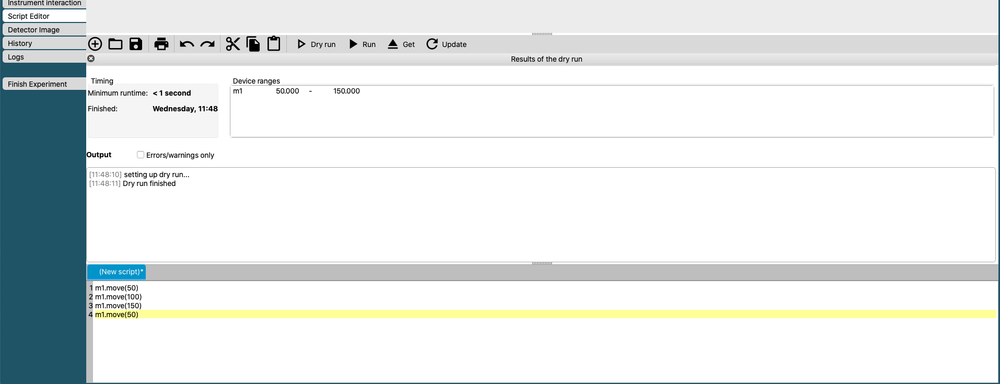 Instrument interaction
Script Editor
Detector Image
History
Logs
Finish Experiment
Dry run Run Get Update
Results of the dry run
Timing
Minimum runtime: < 1 second
Finished: Wednesday, 11:48
Device ranges
m1 50.000 - 150.000
Output Errors/warnings only
[11:48:10] setting up dry run...
[11:48:11] Dry run finished
(New script)*
1 m1.move(50)
2 m1.move(100)
3 m1.move(150)
4 m1.move(50)